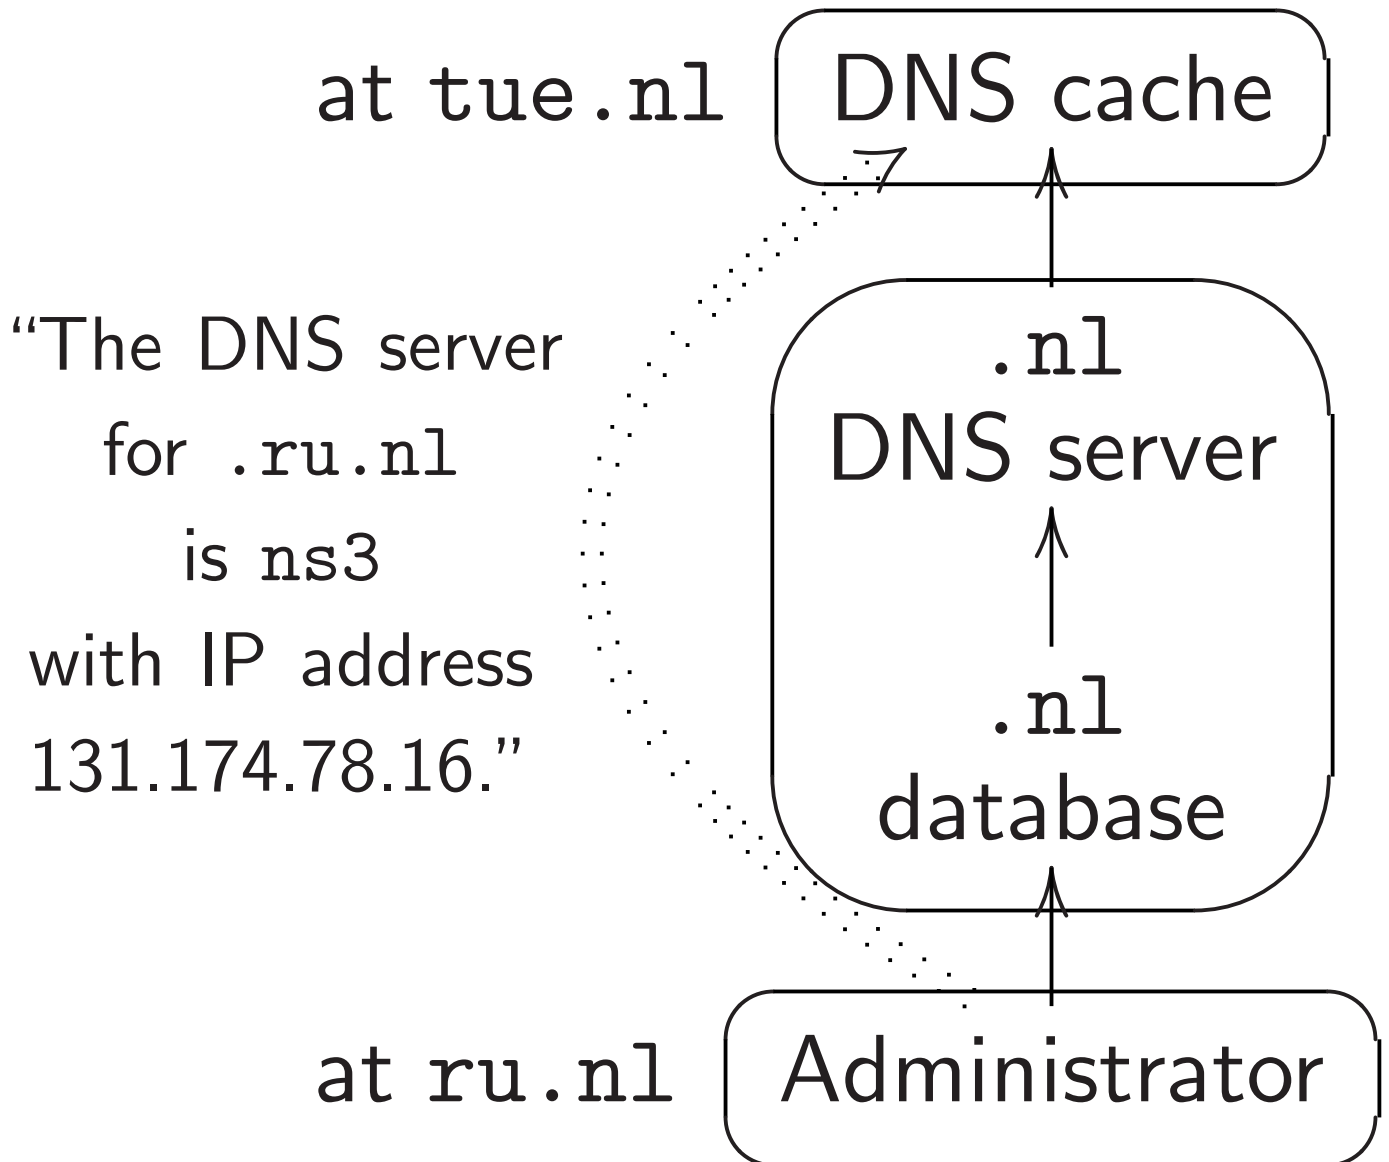 at tue.nl DNS cache
“The DNS server
for .ru.nl
is ns3
with IP address
131.174.78.16.”
.nl
DNS server
.nl
database
at ru.nl Administrator